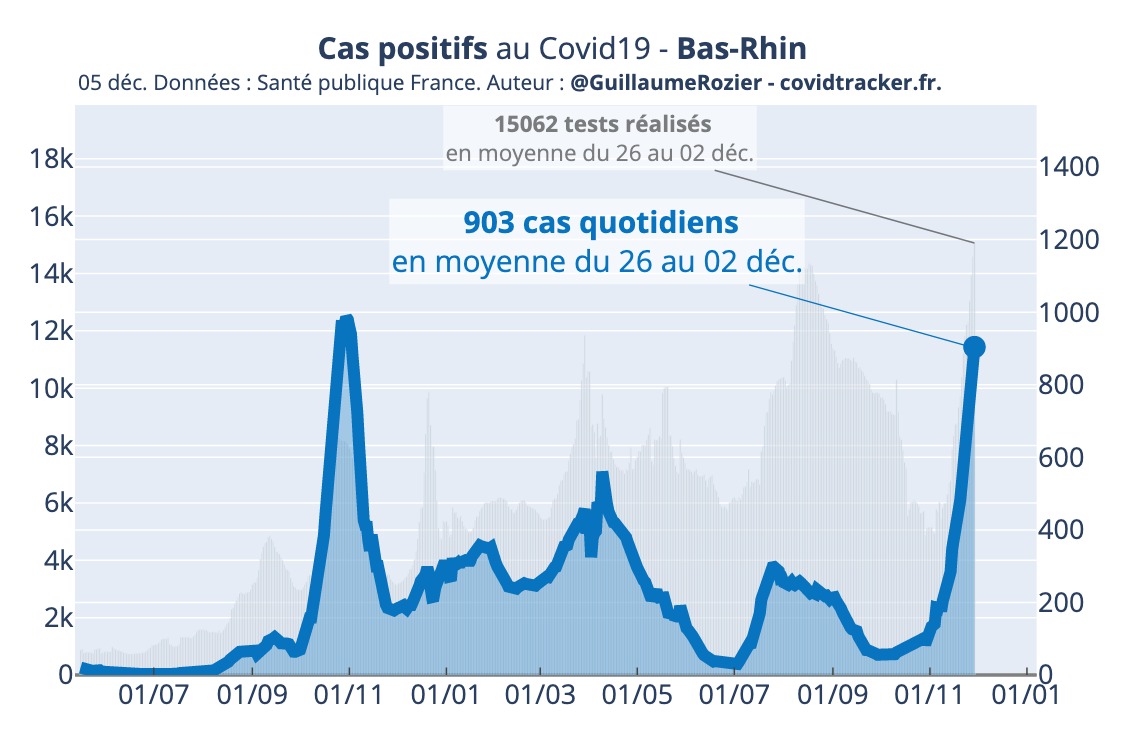 Cas positifs au Covid19 - Bas-Rhin
05 déc. Données : Santé publique France. Auteur : @GuillaumeRozier - covidtracker.fr.
15062 tests réalisés
en moyenne du 26 au 02 déc.
903 cas quotidiens
en moyenne du 26 au 02 déc.
18k
16k
14k
12k
10k
8k
6k
4k
2k
0
1400
1200
1000
800
600
400
200
0
01/07 01/09 01/11 01/01 01/03 01/05 01/07 01/09 01/11 01/01